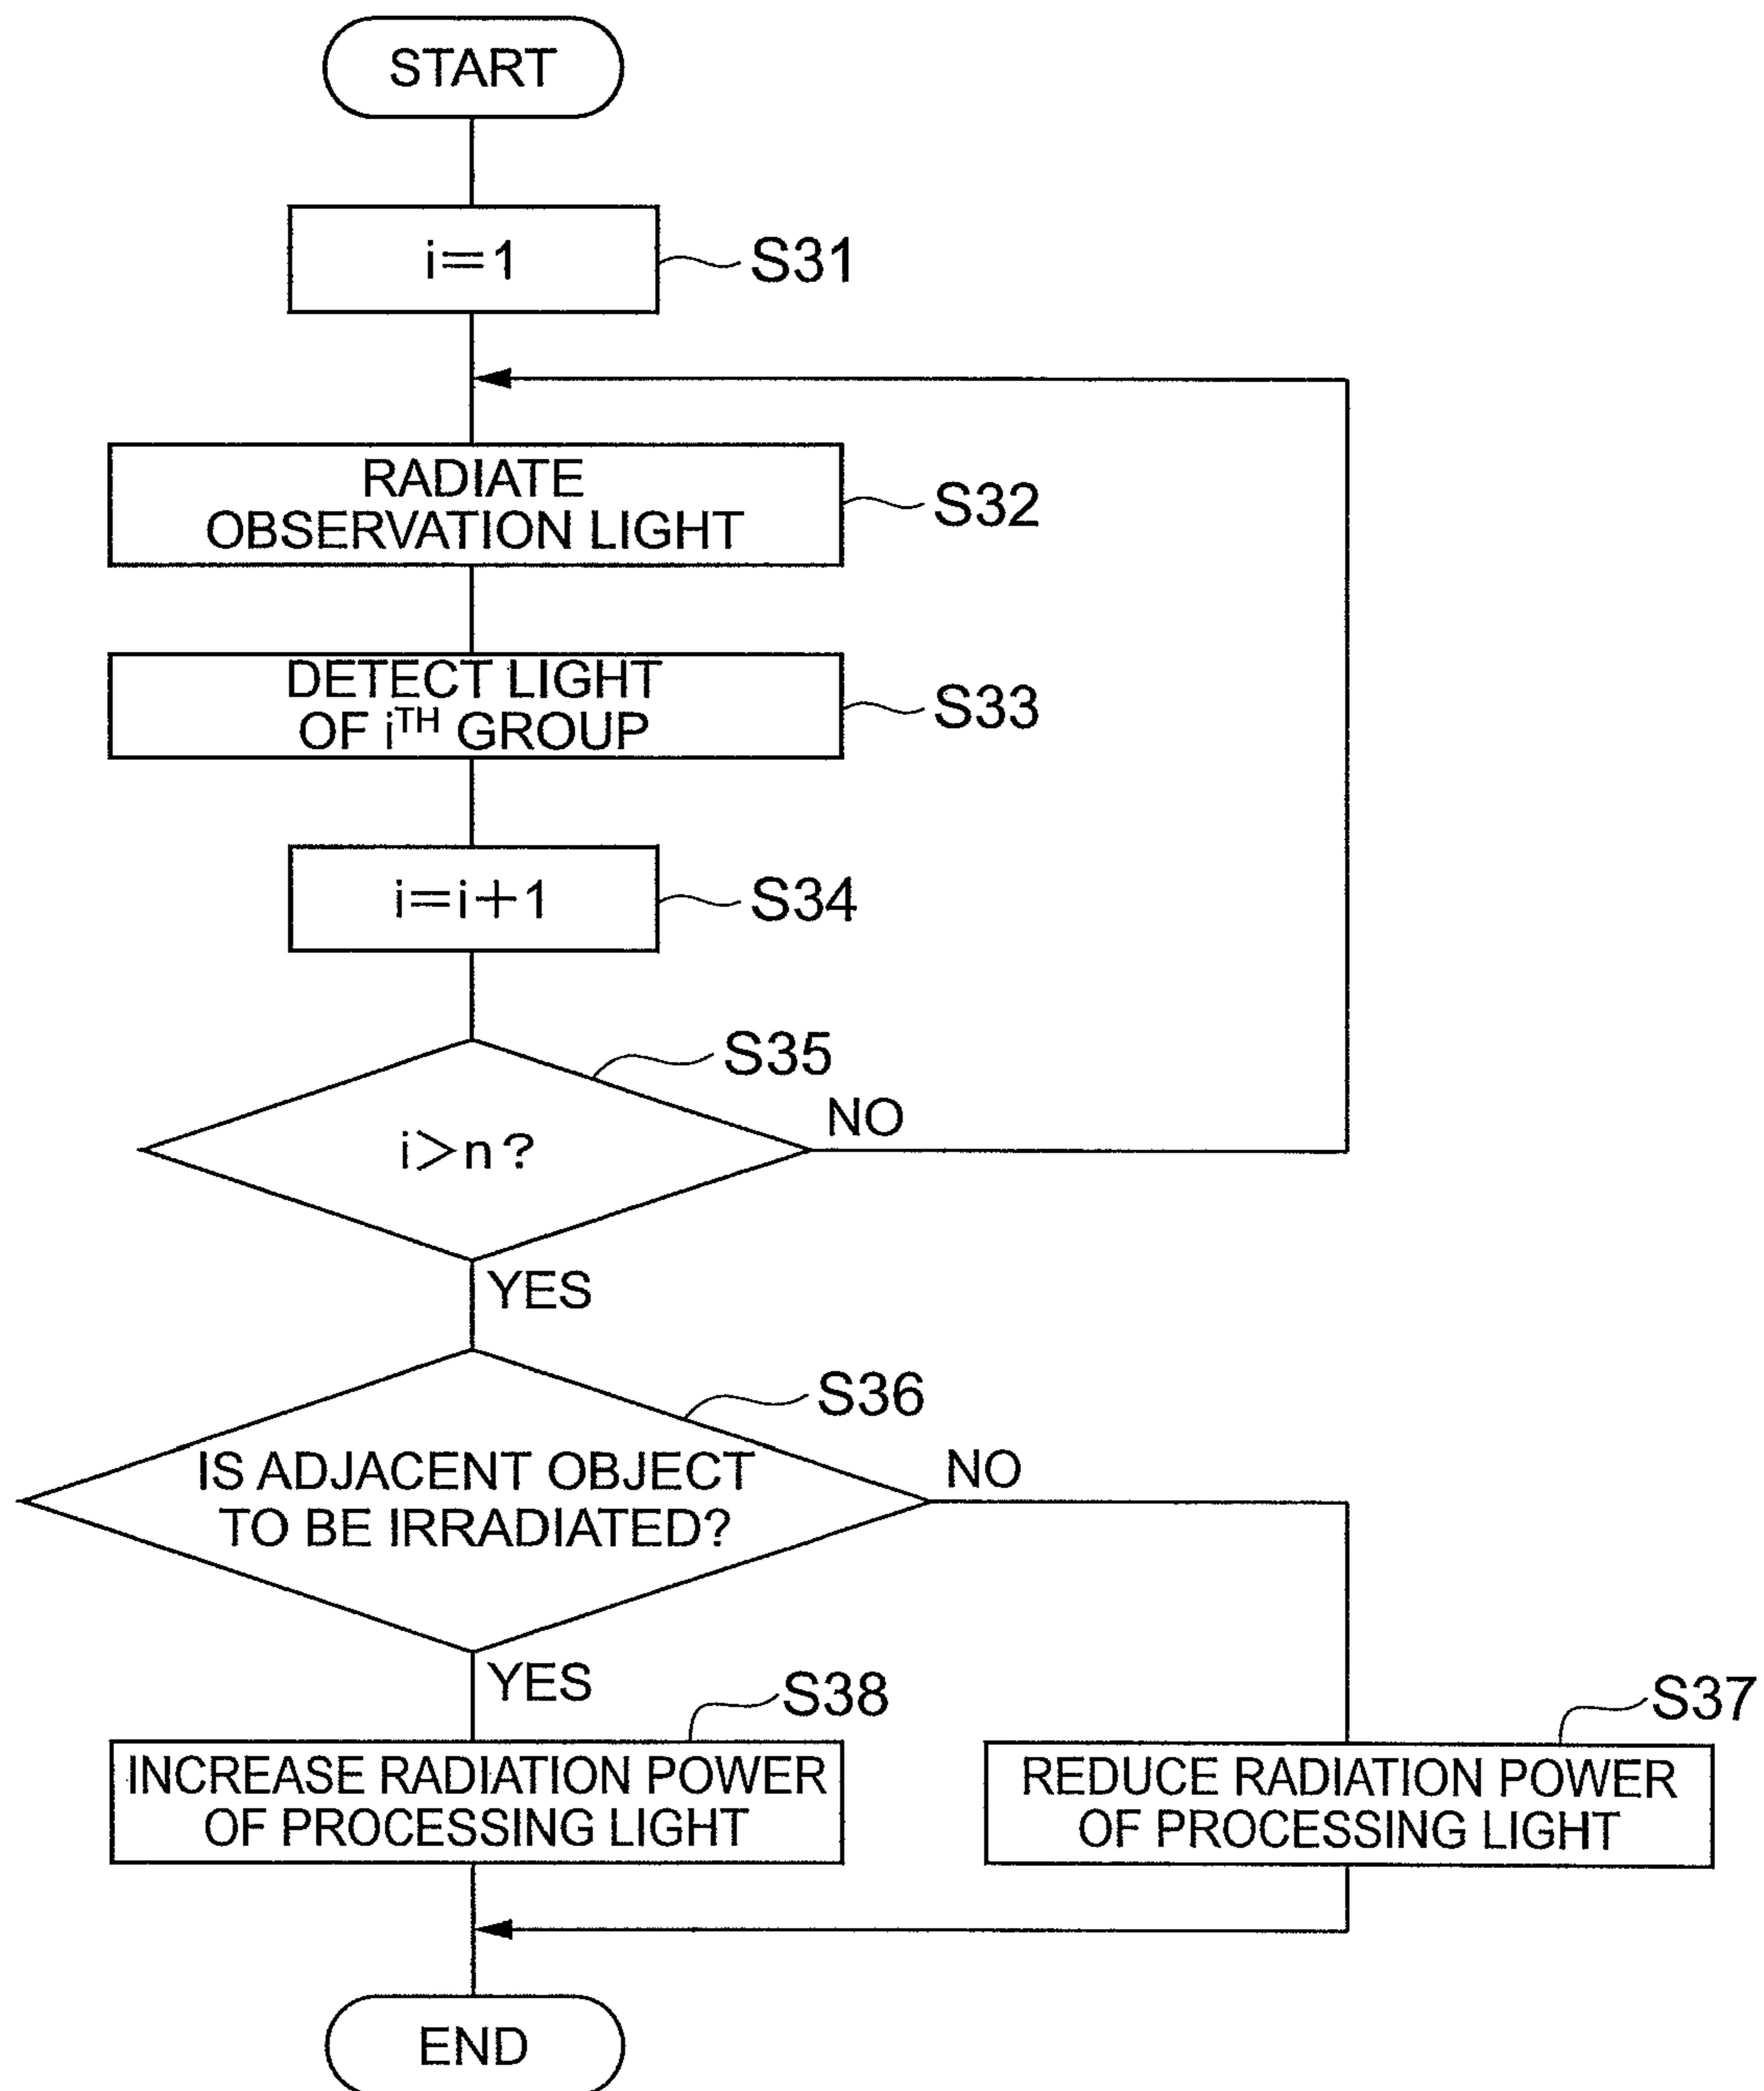 START
i=1
S31
RADIATE
OBSERVATION LIGHT
S32
DETECT LIGHT
OF iTH GROUP
S33
i=i+1
S34
S35
i>n?
NO
YES
S36
IS ADJACENT OBJECT
TO BE IRRADIATED?
NO
YES
S38
INCREASE RADIATION POWER
OF PROCESSING LIGHT
S37
REDUCE RADIATION POWER
OF PROCESSING LIGHT
END